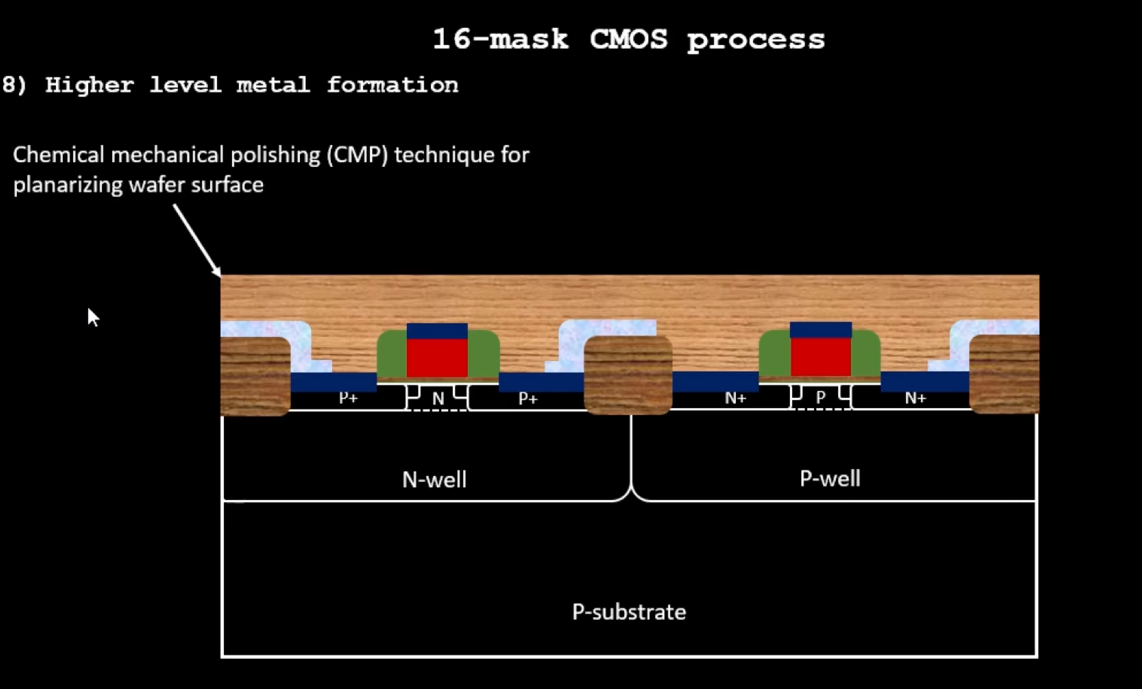 16-mask CMOS process
8) Higher level metal formation
Chemical mechanical polishing (CMP) technique for
planarizing wafer surface
P+ N P+ N+ P N+
N-well P-well
P-substrate